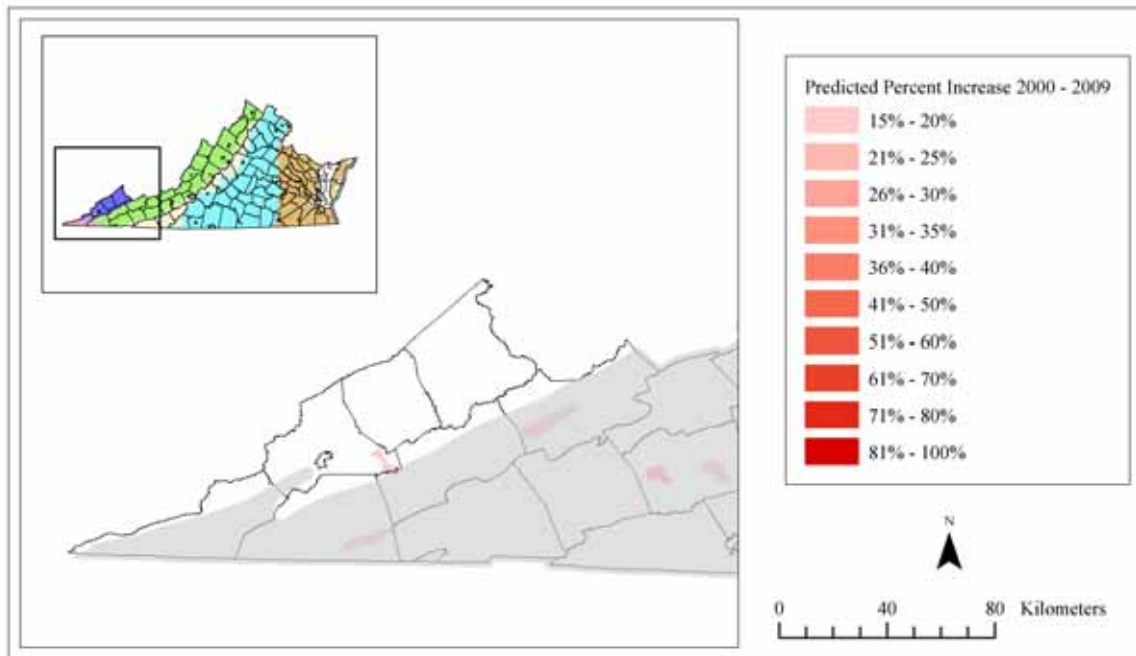 Predicted Percent Increase 2000 - 2009
15% - 20%
21% - 25%
26% - 30%
31% - 35%
36% - 40%
41% - 50%
51% - 60%
61% - 70%
71% - 80%
81% - 100%
N
0 40 80 Kilometers